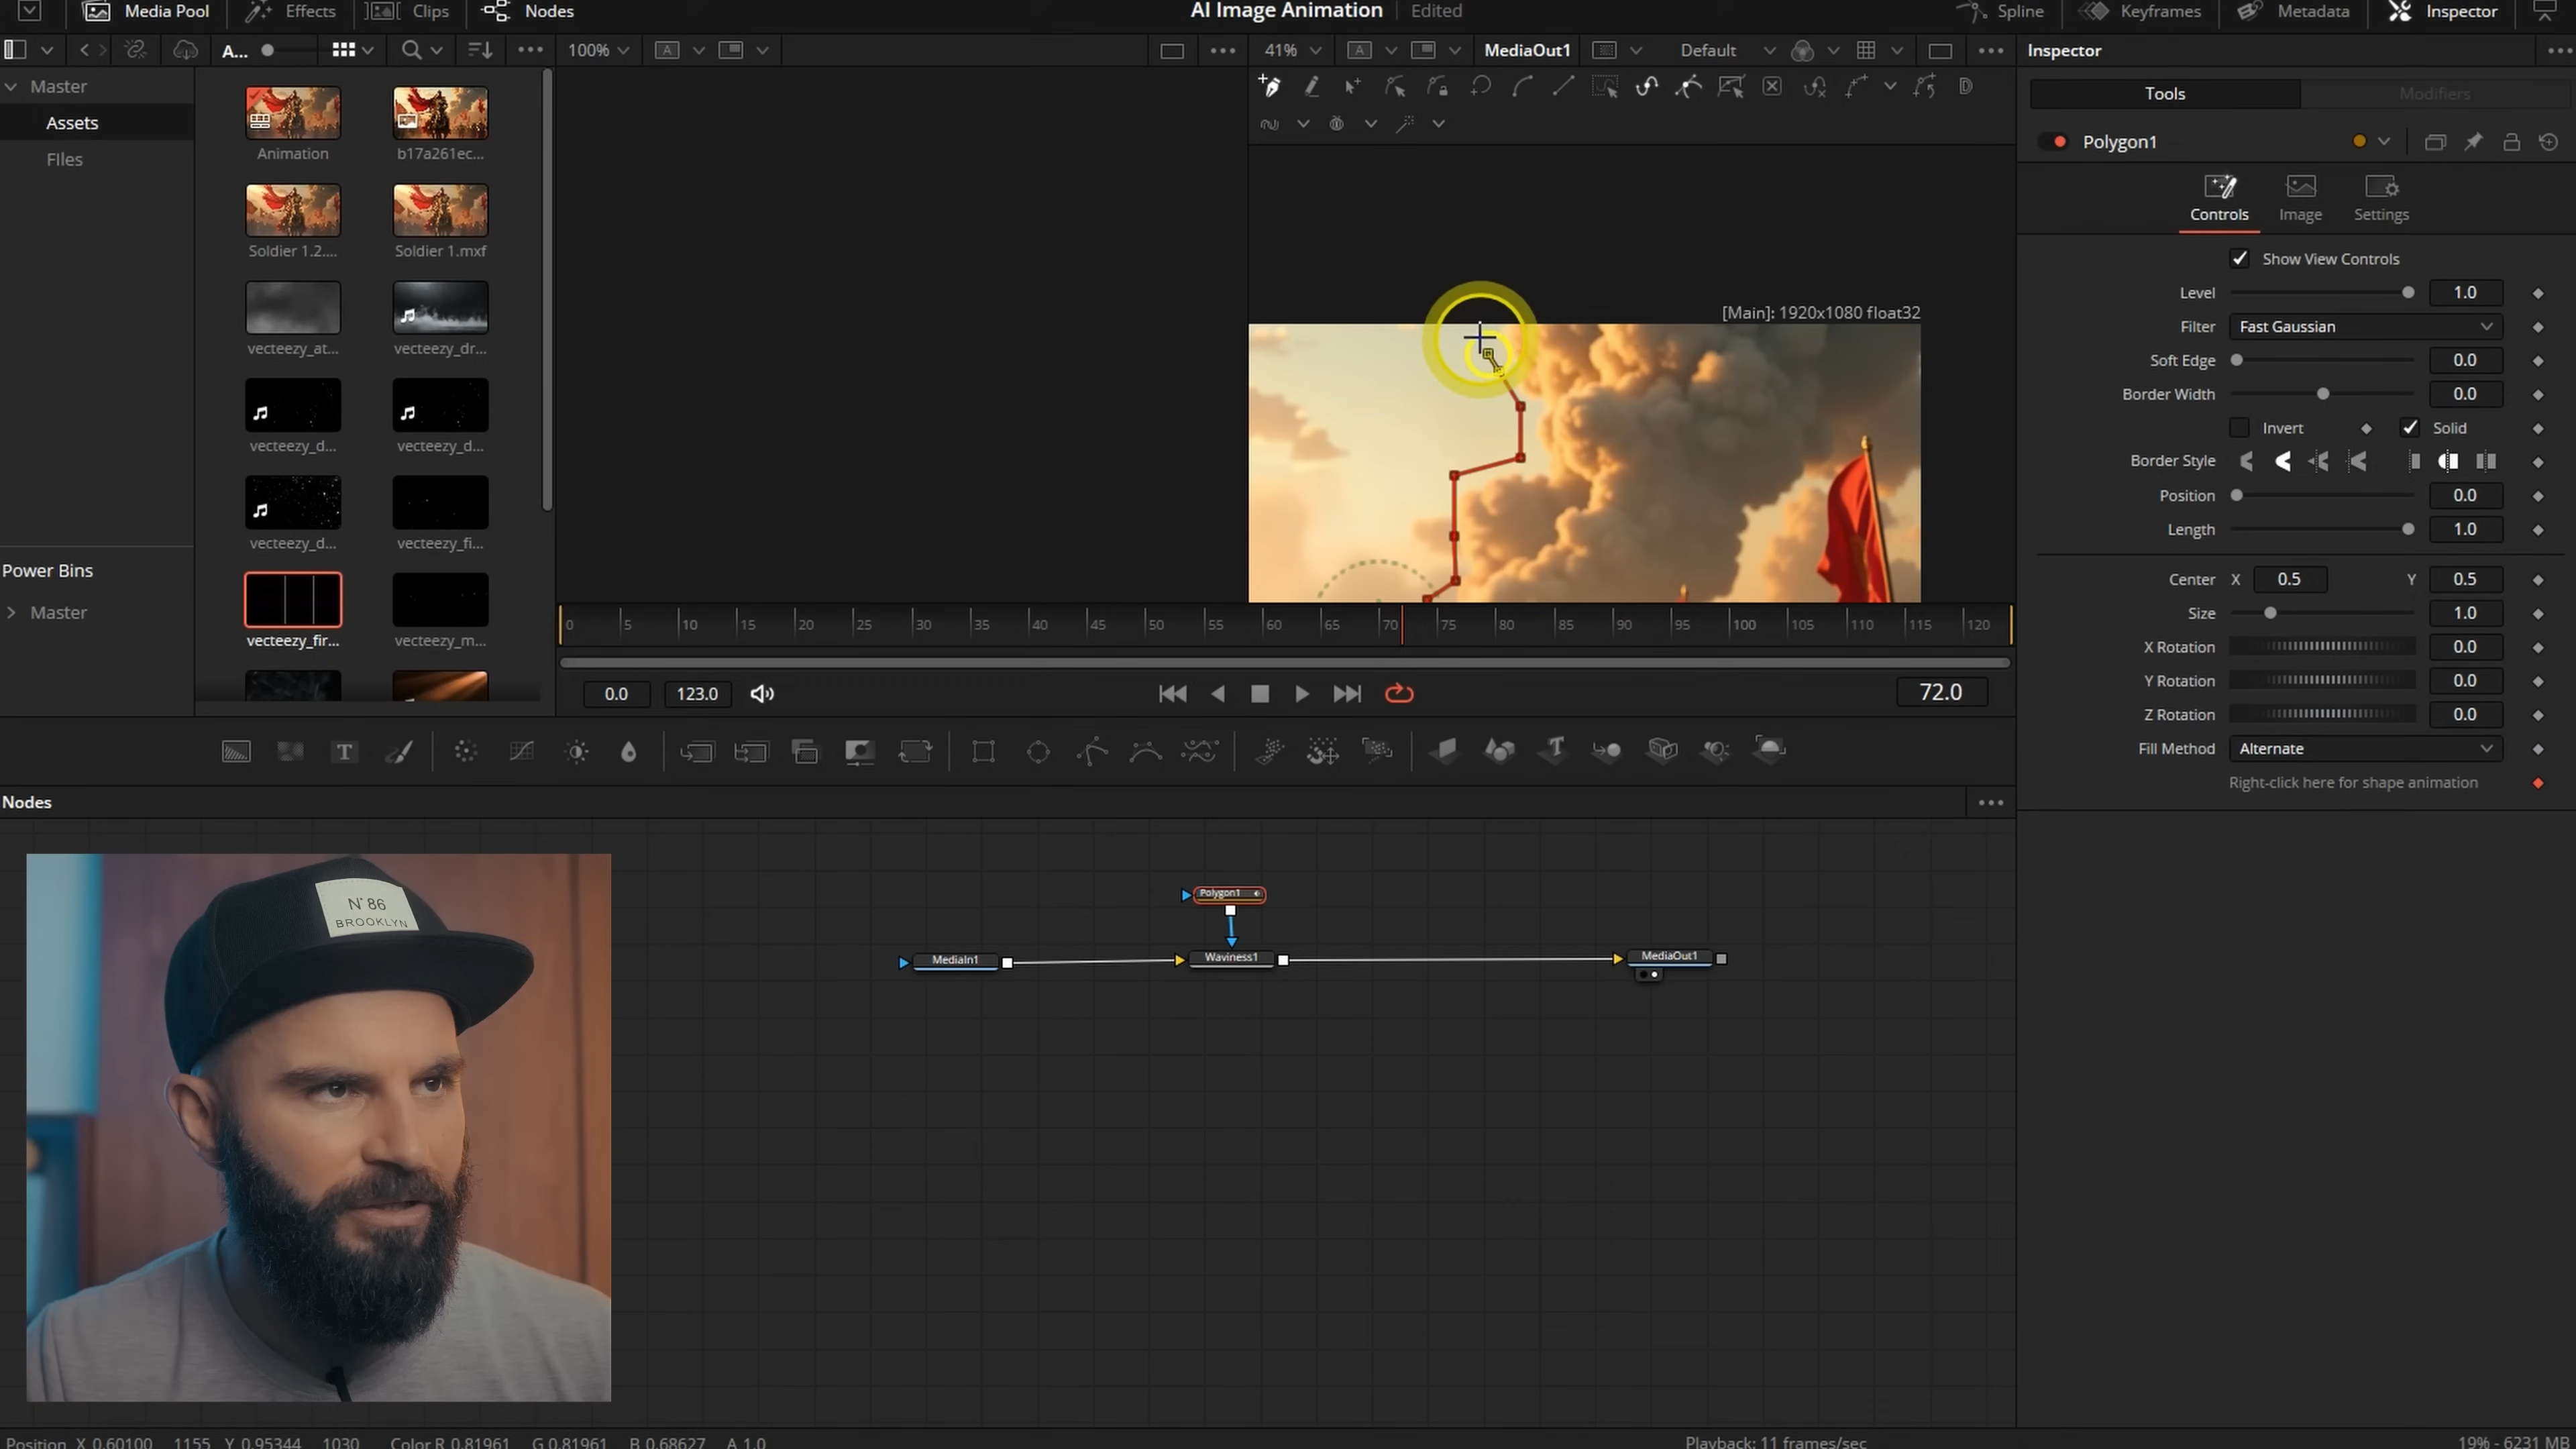 Media Pool Effects Clips Nodes AI Image Animation Edited Spline Keyframes Metadata Inspector
A... 100% 41% MediaOut1 Default Inspector
Master
Assets
FIles
Power Bins
Master
Animation b17a261ec...
Soldier 1.2.... Soldier 1.mxf
vecteezy_at... vecteezy_dr...
vecteezy_d... vecteezy_d...
vecteezy_d... vecteezy_fi...
vecteezy_fir... vecteezy_m...
[Main]: 1920x1080 float32
0 5 10 15 20 25 30 35 40 45 50 55 60 65 70 75 80 85 90 95 100 105 110 115 120
0.0 123.0 72.0
Tools Modifiers
Polygon1
Controls Image Settings
Show View Controls
Level 1.0
Filter Fast Gaussian
Soft Edge 0.0
Border Width 0.0
Invert Solid
Border Style
Position 0.0
Length 1.0
Center X 0.5 Y 0.5
Size 1.0
X Rotation 0.0
Y Rotation 0.0
Z Rotation 0.0
Fill Method Alternate
Right-click here for shape animation
Nodes
Polygon1
MediaIn1 Waviness1 MediaOut1
N°86
BROOKLYN
Position X 0.60100 1155 Y 0.95344 1030 Color R 0.81961 G 0.81961 B 0.68627 A 1.0 Playback: 11 frames/sec 19% - 6231 MB